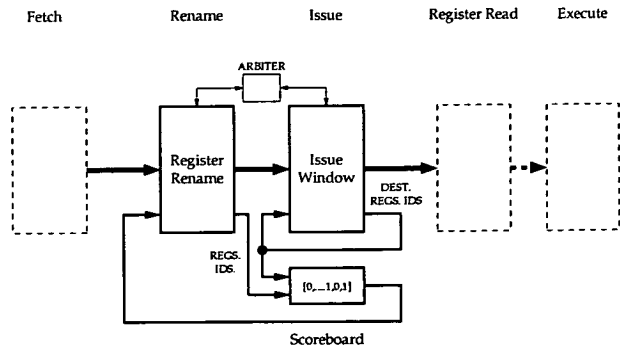 Fetch Rename Issue Register Read Execute
ARBITER
Register
Rename
Issue
Window
DEST.
REGS. IDS
REGS.
IDS.
[0,...1,0,1]
Scoreboard